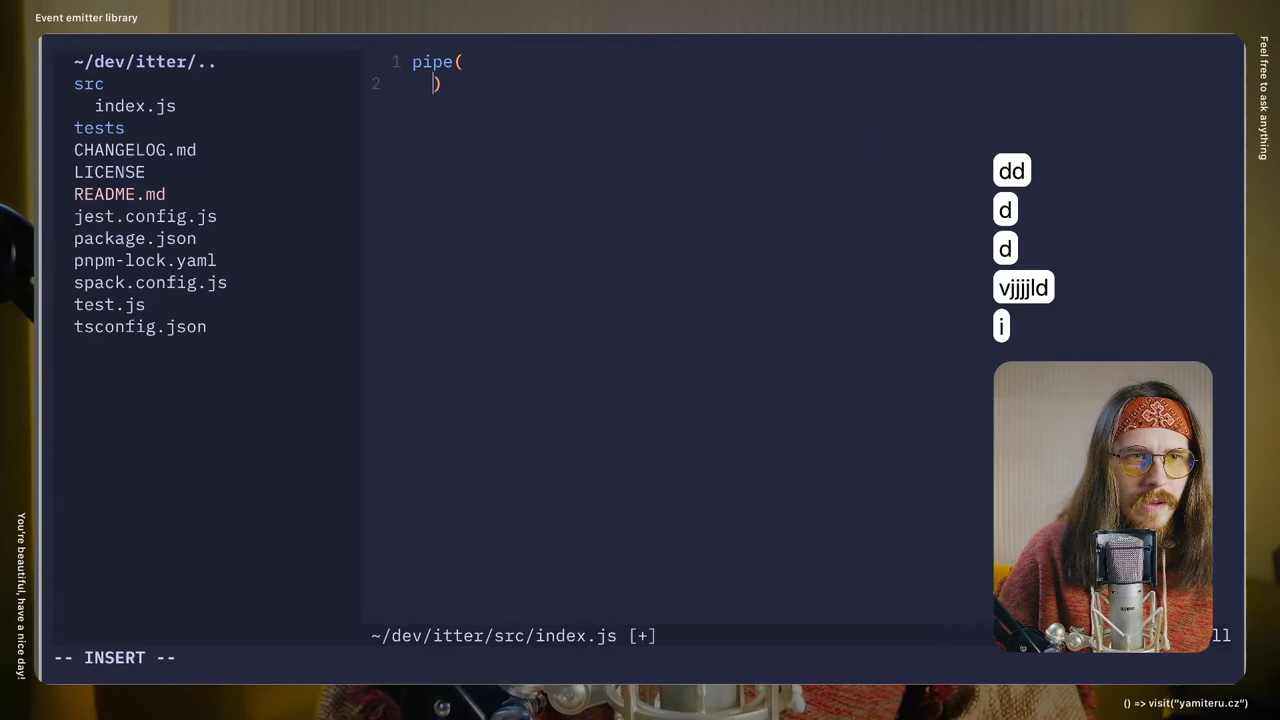 Event emitter library
~/dev/itter/..
src
index.js
tests
CHANGELOG.md
LICENSE
README.md
jest.config.js
package.json
pnpm-lock.yaml
spack.config.js
test.js
tsconfig.json
1 pipe(
2 )
dd
d
d
vjjjjld
i
Feel free to ask anything
You're beautiful, have a nice day!
~/dev/itter/src/index.js [+]
-- INSERT --
() => visit("yamiteru.cz")